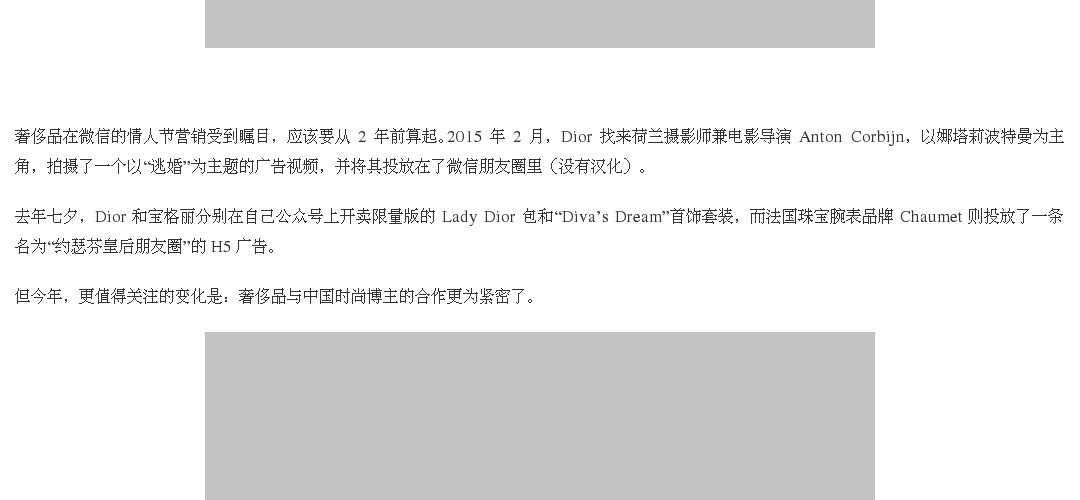 奢侈品在微信的情人节营销受到瞩目，应该要从 2 年前算起。2015 年 2 月，Dior 找来荷兰摄影师兼电影导演 Anton Corbijn，以娜塔莉波特曼为主
角，拍摄了一个以“逃婚”为主题的广告视频，并将其投放在了微信朋友圈里（没有汉化）。
去年七夕，Dior 和宝格丽分别在自己公众号上开卖限量版的 Lady Dior 包和“Diva’s Dream”首饰套装，而法国珠宝腕表品牌 Chaumet 则投放了一条
名为“约瑟芬皇后朋友圈”的 H5 广告。
但今年，更值得关注的变化是：奢侈品与中国时尚博主的合作更为紧密了。